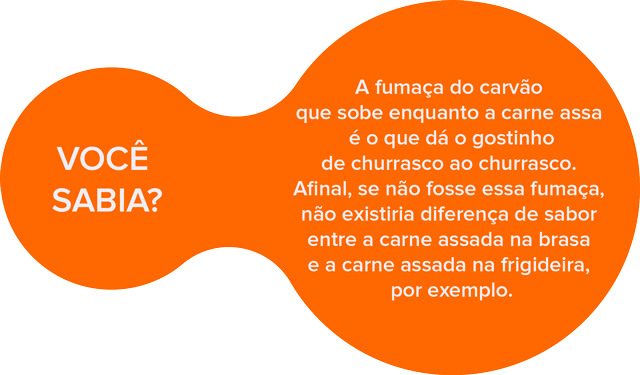 VOCÊ
SABIA?
A fumaça do carvão
que sobe enquanto a carne assa
é o que dá o gostinho
de churrasco ao churrasco.
Afinal, se não fosse essa fumaça,
não existiria diferença de sabor
entre a carne assada na brasa
e a carne assada na frigideira,
por exemplo.